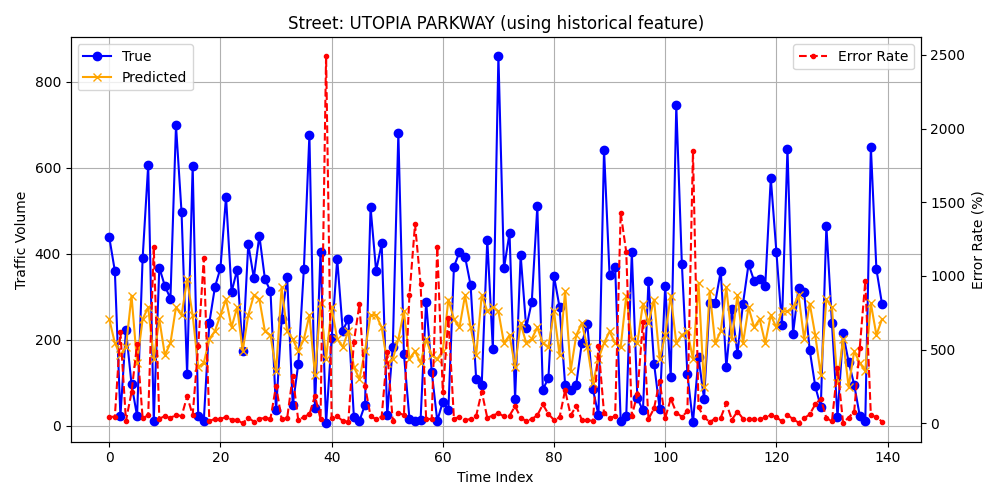 Street: UTOPIA PARKWAY (using historical feature)
True
Predicted
Error Rate
Traffic Volume
800
600
400
200
0
2500
2000
1500
1000
500
0
Error Rate (%)
0 20 40 60 80 100 120 140
Time Index